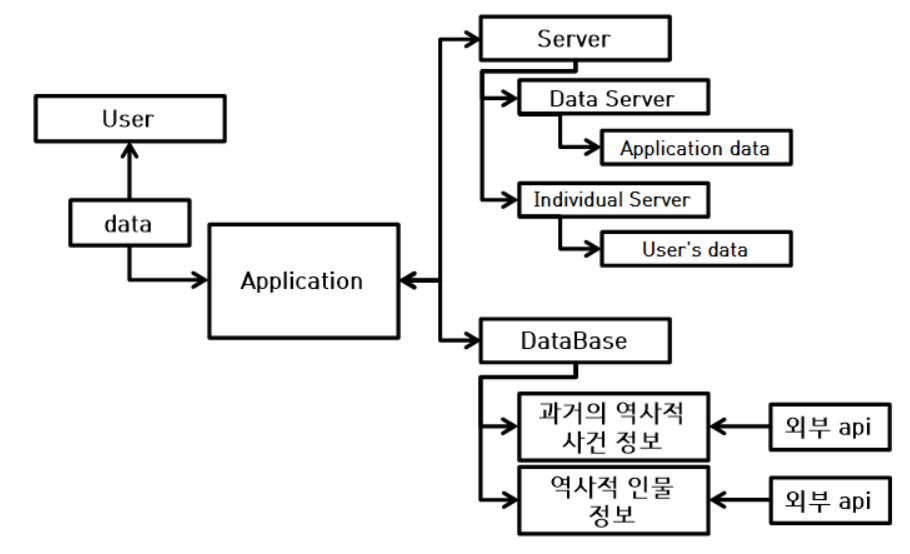 Server
Data Server
User
Application data
Individual Server
data
User's data
Application
DataBase
과거의 역사적
사건 정보
외부 api
역사적 인물
정보
외부 api